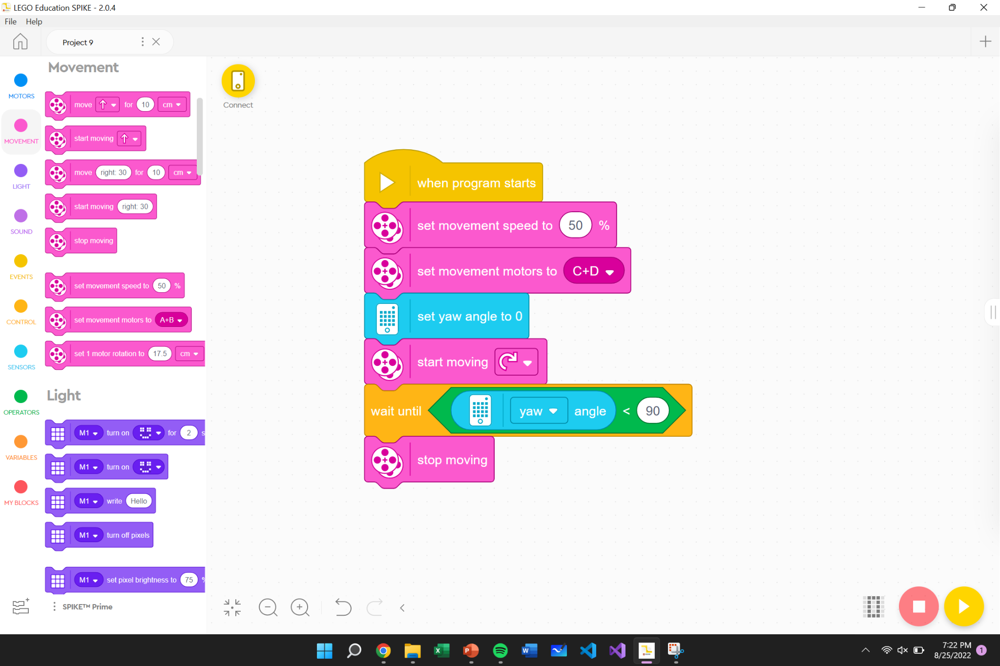 LEGO Education SPIKE - 2.0.4
File Help
Project 9
Connect
MOTORS
MOVEMENT
LIGHT
SOUND
EVENTS
CONTROL
SENSORS
OPERATORS
VARIABLES
MY BLOCKS
Movement
move for 10 cm
start moving
move right: 30 for 10 cm
start moving right: 30
stop moving
set movement speed to 50 %
set movement motors to A+B
set 1 motor rotation to 17.5 cm
Light
M1 turn on for 2 s
M1 turn on
M1 write Hello
M1 turn off pixels
M1 set pixel brightness to 75 %
SPIKE™ Prime
when program starts
set movement speed to 50 %
set movement motors to C+D
set yaw angle to 0
start moving
wait until yaw angle < 90
stop moving
7:22 PM
8/25/2022
1